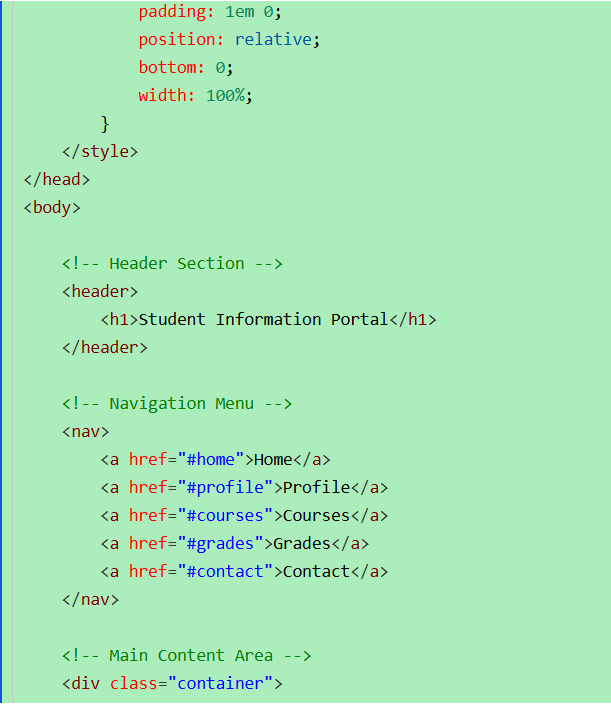 padding: 1em 0;
position: relative;
bottom: 0;
width: 100%;
}
</style>
</head>
<body>
<!-- Header Section -->
<header>
<h1>Student Information Portal</h1>
</header>
<!-- Navigation Menu -->
<nav>
<a href="#home">Home</a>
<a href="#profile">Profile</a>
<a href="#courses">Courses</a>
<a href="#grades">Grades</a>
<a href="#contact">Contact</a>
</nav>
<!-- Main Content Area -->
<div class="container">